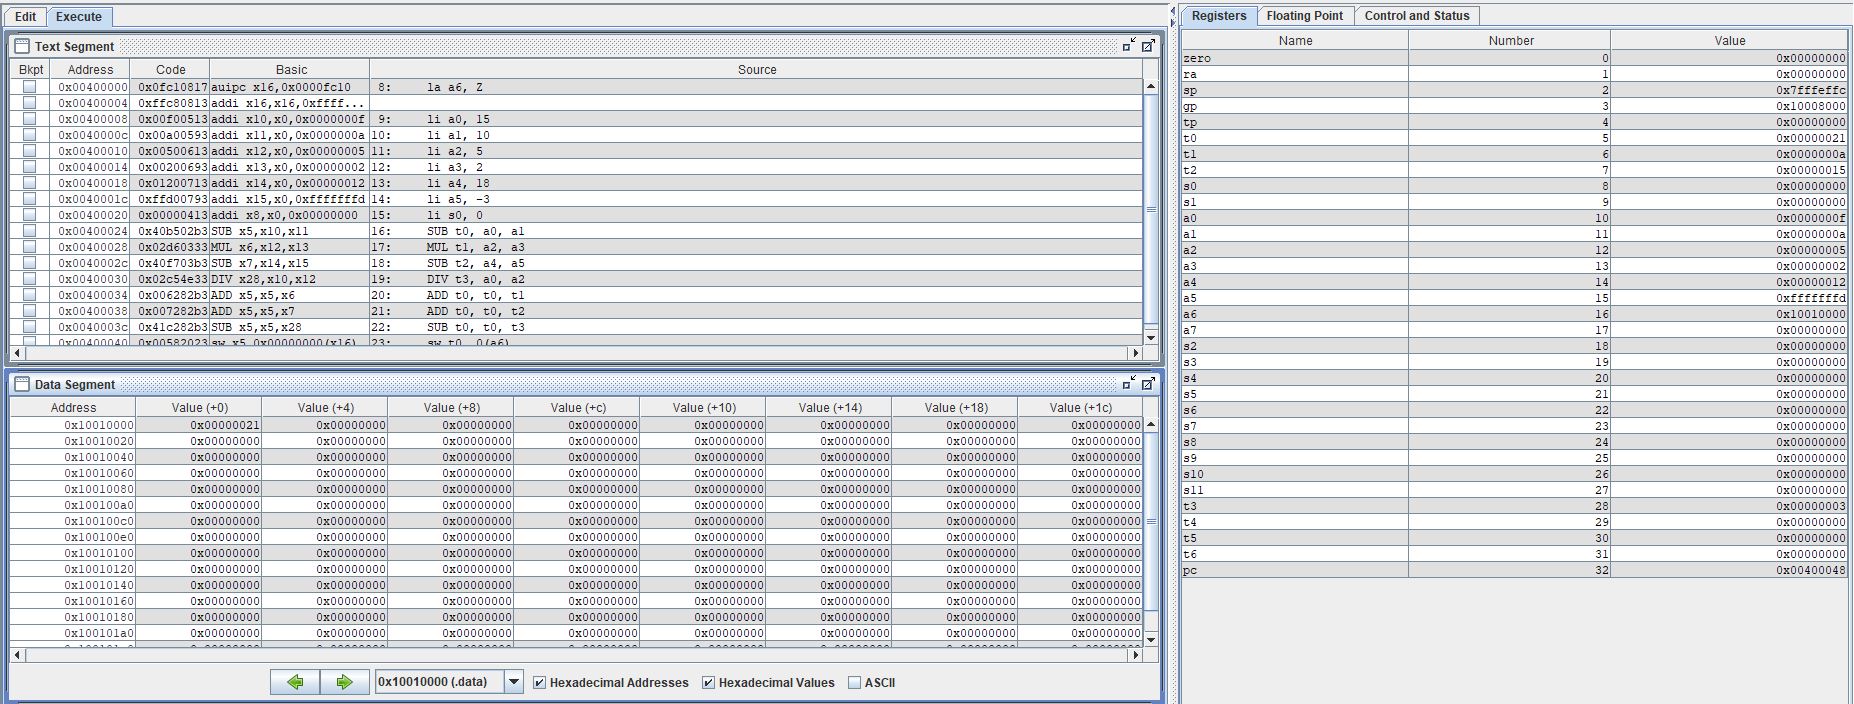 Edit Execute
Text Segment
Bkpt Address Code Basic Source
0x00400000 0x0fc10817 auipc x16,0x0000fc10 8: la a6, Z
0x00400004 0xffc80813 addi x16,x16,0xffff...
0x00400008 0x00f00513 addi x10,x0,0x0000000f 9: li a0, 15
0x0040000c 0x00a00593 addi x11,x0,0x0000000a 10: li a1, 10
0x00400010 0x00500613 addi x12,x0,0x00000005 11: li a2, 5
0x00400014 0x00200693 addi x13,x0,0x00000002 12: li a3, 2
0x00400018 0x01200713 addi x14,x0,0x00000012 13: li a4, 18
0x0040001c 0xffd00793 addi x15,x0,0xfffffffd 14: li a5, -3
0x00400020 0x00000413 addi x8,x0,0x00000000 15: li s0, 0
0x00400024 0x40b502b3 SUB x5,x10,x11 16: SUB t0, a0, a1
0x00400028 0x02d60333 MUL x6,x12,x13 17: MUL t1, a2, a3
0x0040002c 0x40f703b3 SUB x7,x14,x15 18: SUB t2, a4, a5
0x00400030 0x02c54e33 DIV x28,x10,x12 19: DIV t3, a0, a2
0x00400034 0x006282b3 ADD x5,x5,x6 20: ADD t0, t0, t1
0x00400038 0x007282b3 ADD x5,x5,x7 21: ADD t0, t0, t2
0x0040003c 0x41c282b3 SUB x5,x5,x28 22: SUB t0, t0, t3
0x00400040 0x00582023 sw x5,0x00000000(x16) 23: sw t0, 0(a6)
Data Segment
Address Value (+0) Value (+4) Value (+8) Value (+c) Value (+10) Value (+14) Value (+18) Value (+1c)
0x10010000 0x00000021 0x00000000 0x00000000 0x00000000 0x00000000 0x00000000 0x00000000 0x00000000
0x10010020 0x00000000 0x00000000 0x00000000 0x00000000 0x00000000 0x00000000 0x00000000 0x00000000
0x10010040 0x00000000 0x00000000 0x00000000 0x00000000 0x00000000 0x00000000 0x00000000 0x00000000
0x10010060 0x00000000 0x00000000 0x00000000 0x00000000 0x00000000 0x00000000 0x00000000 0x00000000
0x10010080 0x00000000 0x00000000 0x00000000 0x00000000 0x00000000 0x00000000 0x00000000 0x00000000
0x100100a0 0x00000000 0x00000000 0x00000000 0x00000000 0x00000000 0x00000000 0x00000000 0x00000000
0x100100c0 0x00000000 0x00000000 0x00000000 0x00000000 0x00000000 0x00000000 0x00000000 0x00000000
0x100100e0 0x00000000 0x00000000 0x00000000 0x00000000 0x00000000 0x00000000 0x00000000 0x00000000
0x10010100 0x00000000 0x00000000 0x00000000 0x00000000 0x00000000 0x00000000 0x00000000 0x00000000
0x10010120 0x00000000 0x00000000 0x00000000 0x00000000 0x00000000 0x00000000 0x00000000 0x00000000
0x10010140 0x00000000 0x00000000 0x00000000 0x00000000 0x00000000 0x00000000 0x00000000 0x00000000
0x10010160 0x00000000 0x00000000 0x00000000 0x00000000 0x00000000 0x00000000 0x00000000 0x00000000
0x10010180 0x00000000 0x00000000 0x00000000 0x00000000 0x00000000 0x00000000 0x00000000 0x00000000
0x100101a0 0x00000000 0x00000000 0x00000000 0x00000000 0x00000000 0x00000000 0x00000000 0x00000000
0x10010000 (.data) Hexadecimal Addresses Hexadecimal Values ASCII
Registers Floating Point Control and Status
Name Number Value
zero 0 0x00000000
ra 1 0x00000000
sp 2 0x7fffeffc
gp 3 0x10008000
tp 4 0x00000000
t0 5 0x00000021
t1 6 0x0000000a
t2 7 0x00000015
s0 8 0x00000000
s1 9 0x00000000
a0 10 0x0000000f
a1 11 0x0000000a
a2 12 0x00000005
a3 13 0x00000002
a4 14 0x00000012
a5 15 0xfffffffd
a6 16 0x10010000
a7 17 0x00000000
s2 18 0x00000000
s3 19 0x00000000
s4 20 0x00000000
s5 21 0x00000000
s6 22 0x00000000
s7 23 0x00000000
s8 24 0x00000000
s9 25 0x00000000
s10 26 0x00000000
s11 27 0x00000000
t3 28 0x00000003
t4 29 0x00000000
t5 30 0x00000000
t6 31 0x00000000
pc 32 0x00400048